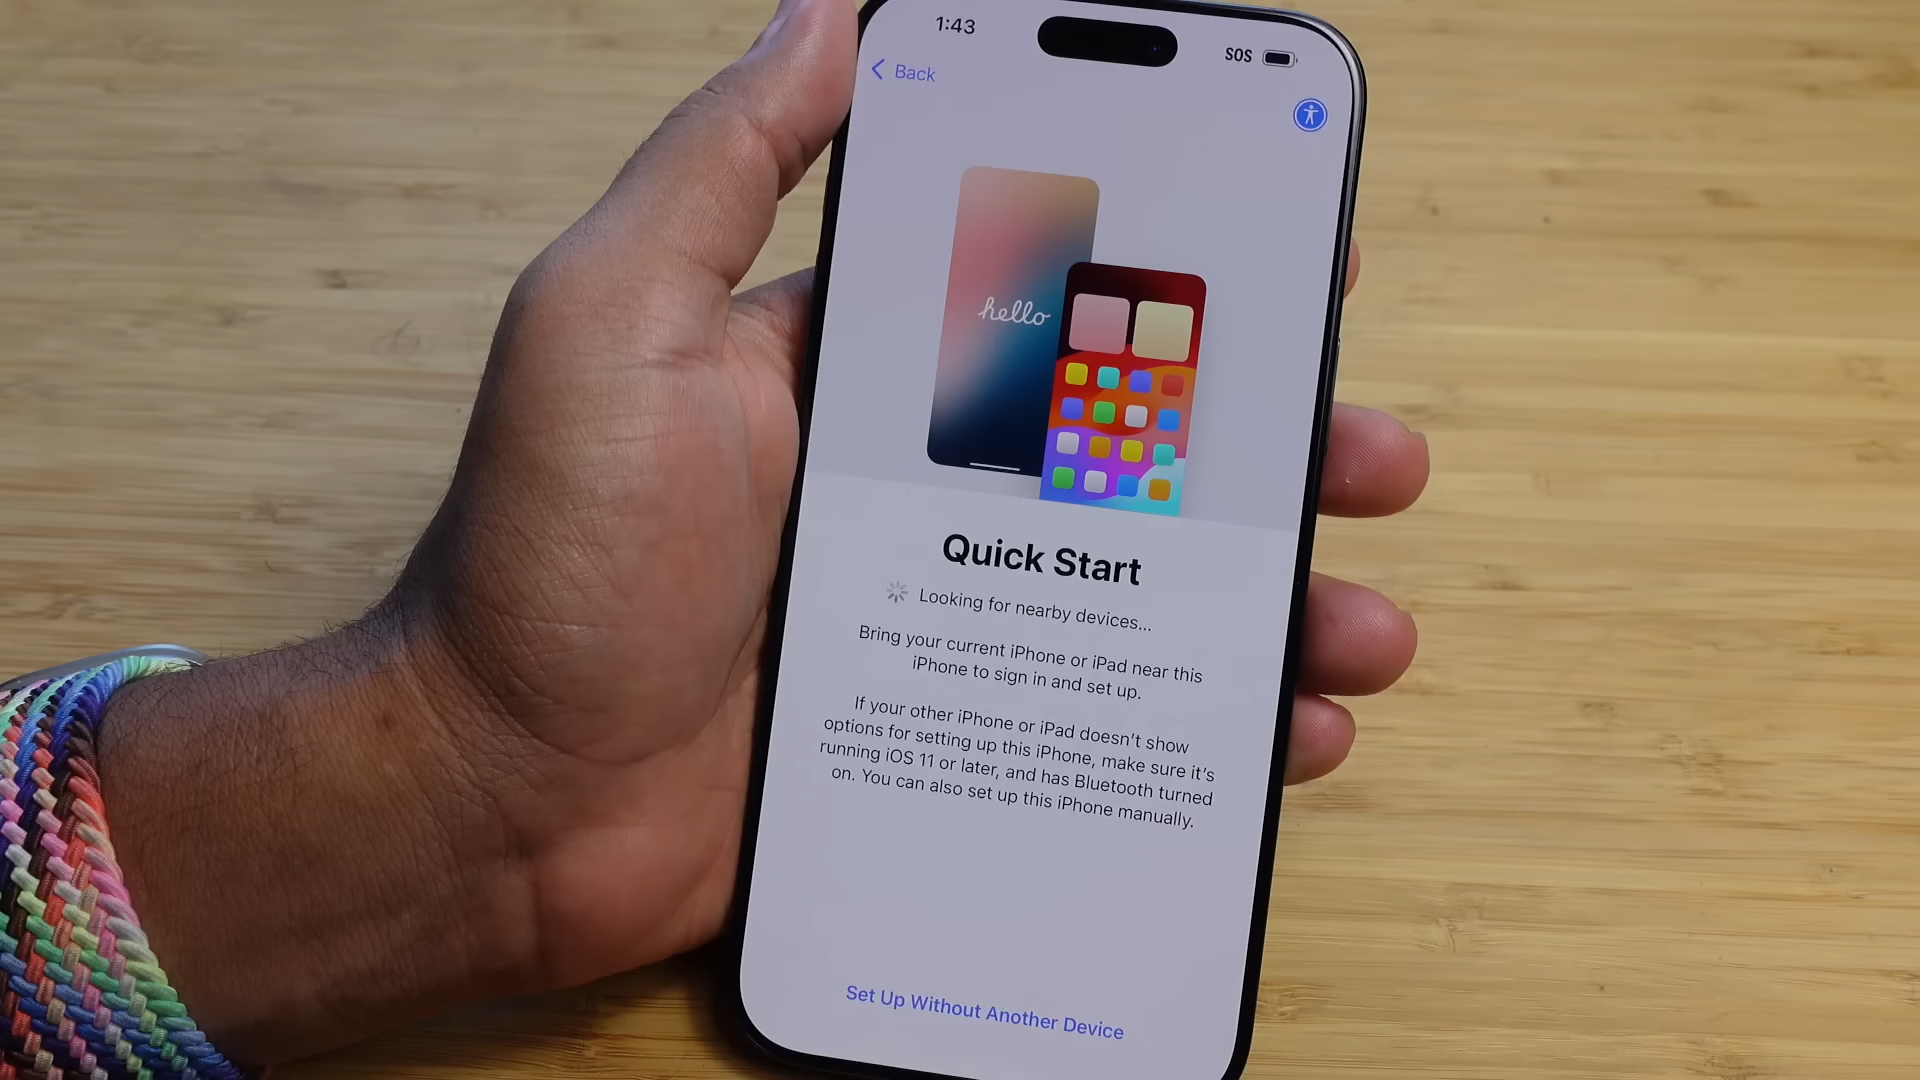 1:43
SOS
Back
hello
Quick Start
Looking for nearby devices...
Bring your current iPhone or iPad near this
iPhone to sign in and set up.
If your other iPhone or iPad doesn't show
options for setting up this iPhone, make sure it's
running iOS 11 or later, and has Bluetooth turned
on. You can also set up this iPhone manually.
Set Up Without Another Device